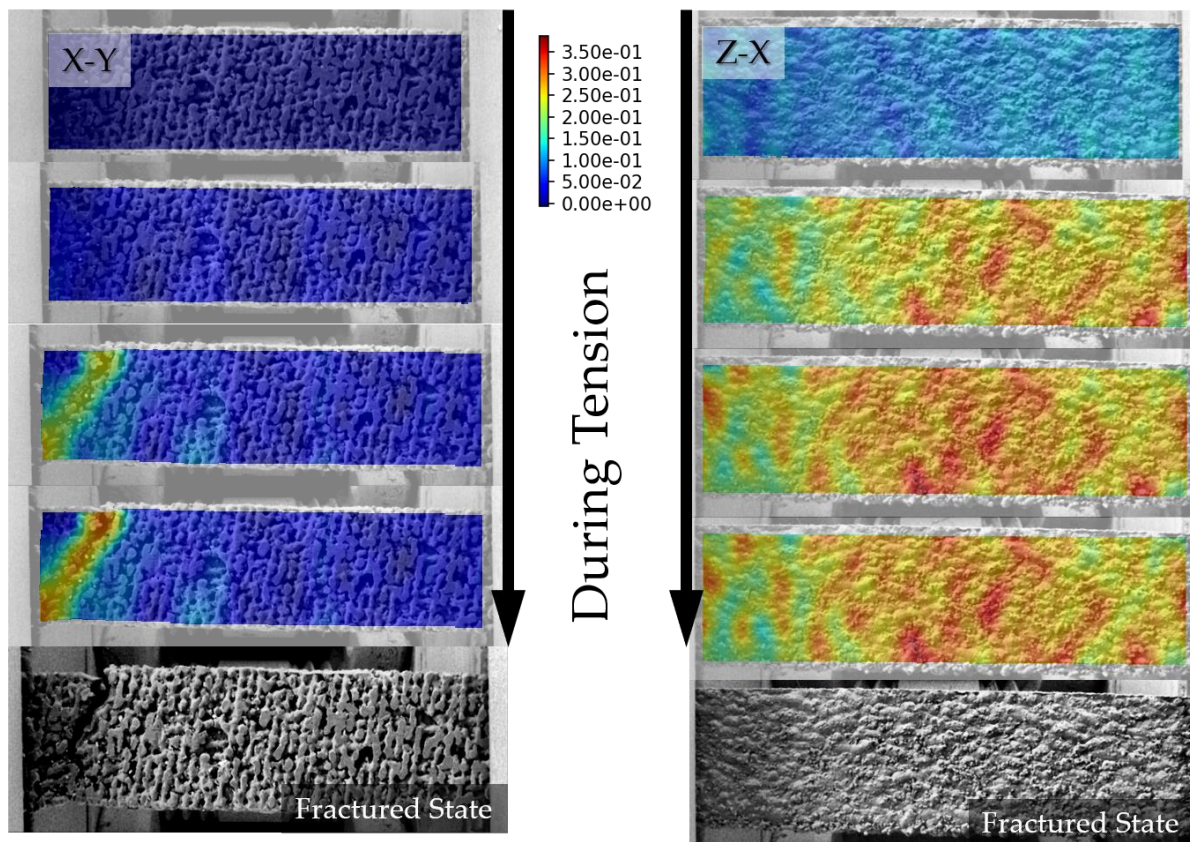 X-Y
3.50e-01
3.00e-01
2.50e-01
2.00e-01
1.50e-01
1.00e-01
5.00e-02
0.00e+00
Z-X
During Tension
Fractured State
Fractured State